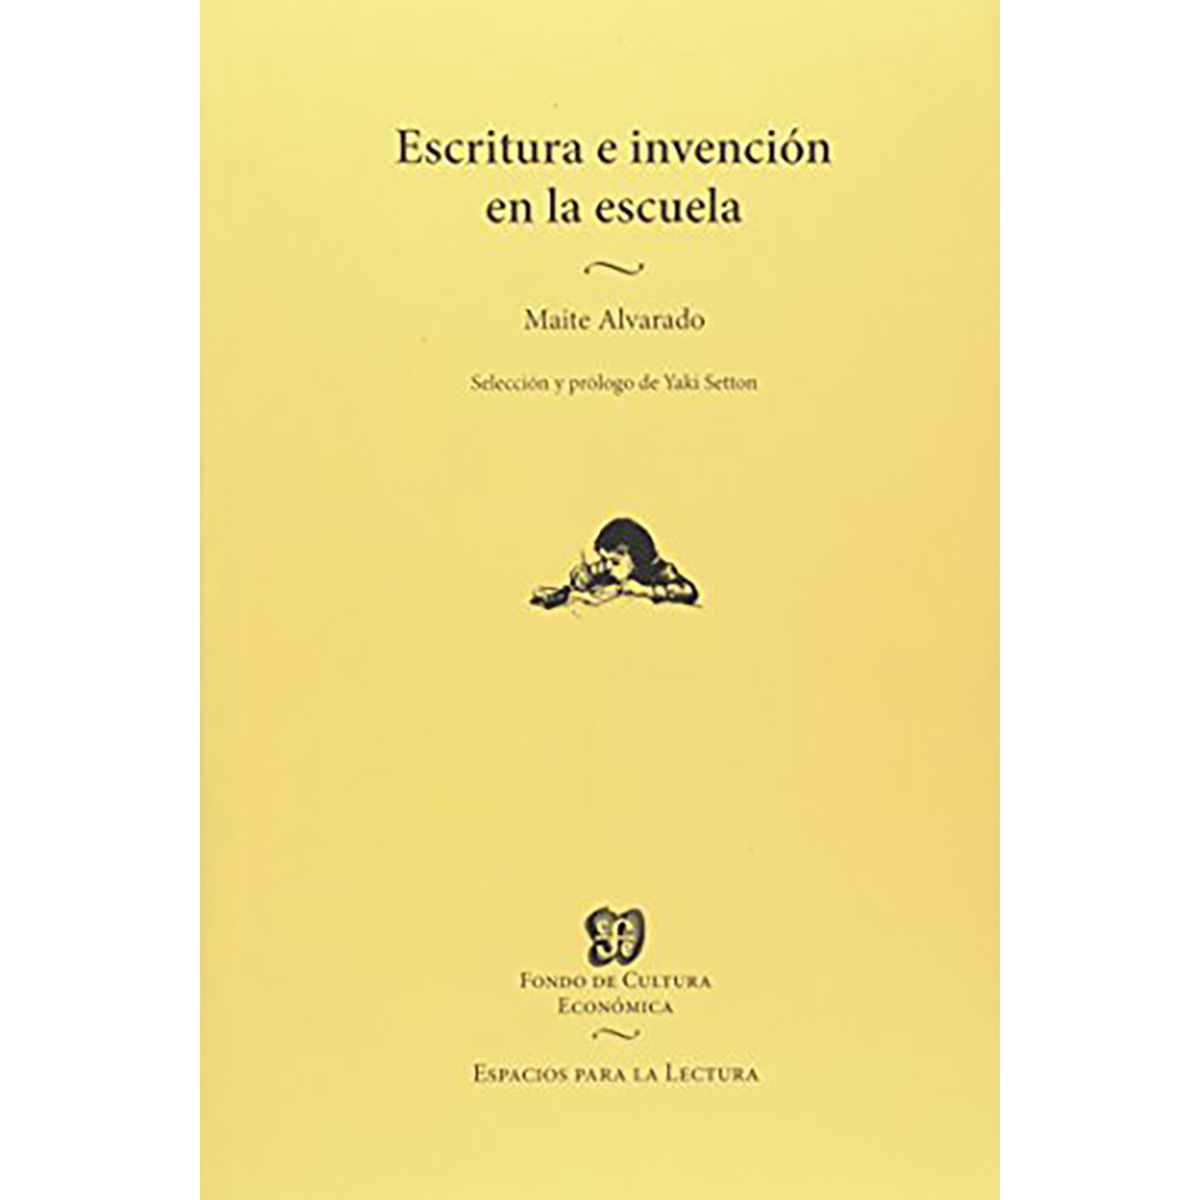 Escritura e invención
en la escuela
Maite Alvarado
Selección y prólogo de Yaki Setton
FONDO DE CULTURA
ECONÓMICA
ESPACIOS PARA LA LECTURA